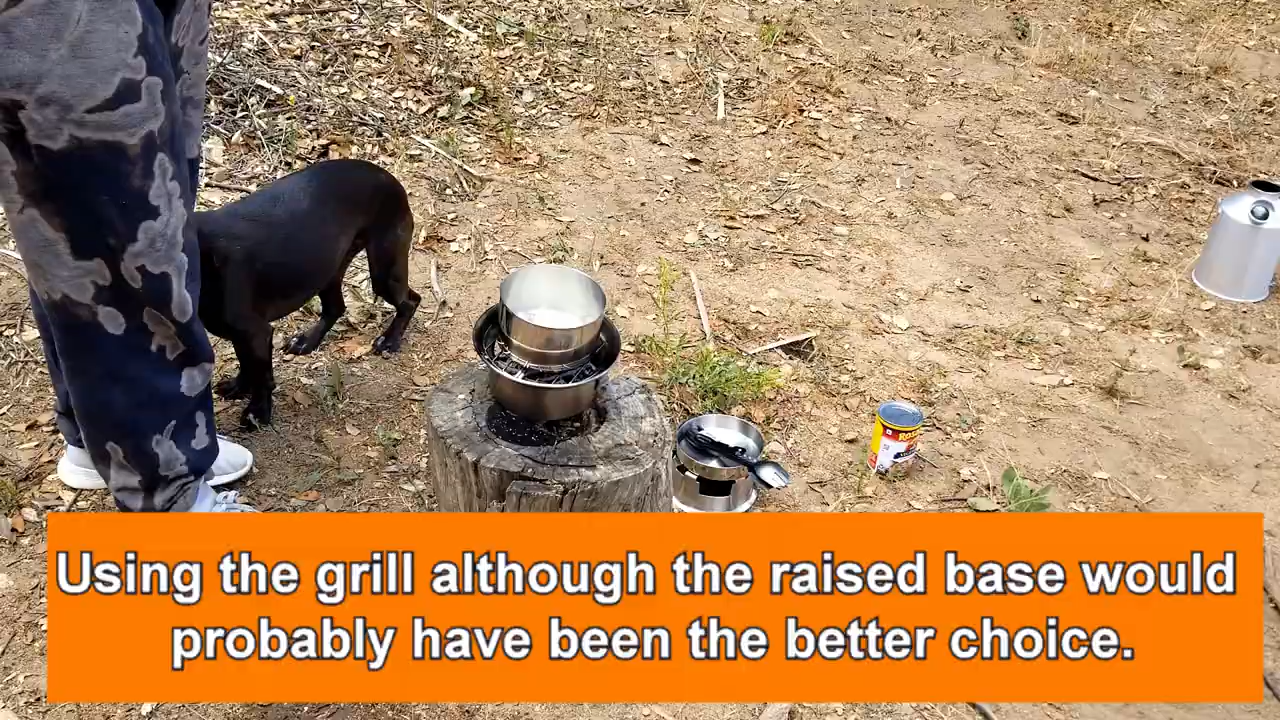 Using the grill although the raised base would
probably have been the better choice.